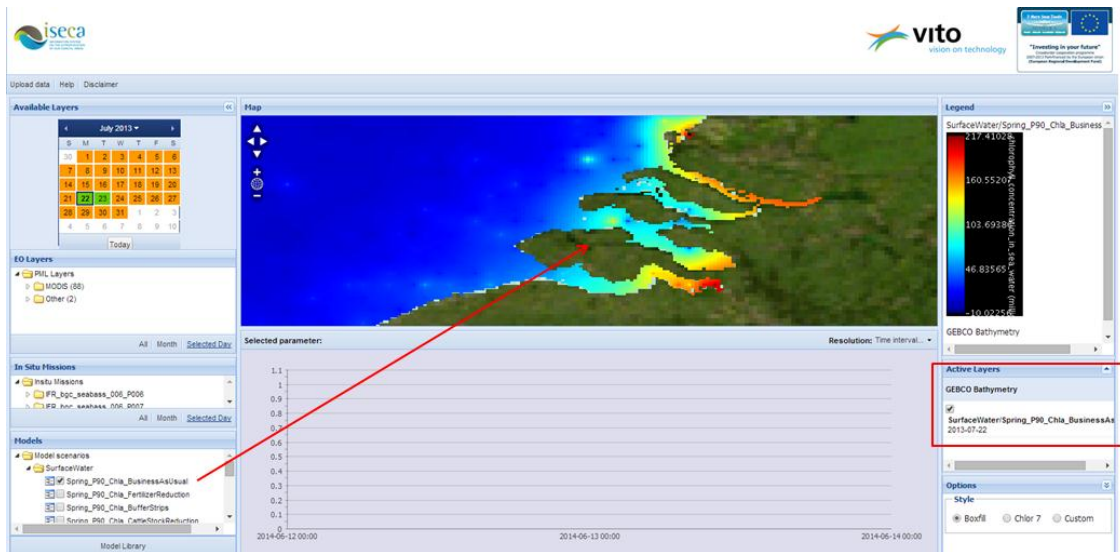 iseca
vito
vision on technology
"Investing in your future"
Upload data Help Disclaimer
Available Layers
July 2013
S M T W T F S
30 1 2 3 4 5 6
7 8 9 10 11 12 13
14 15 16 17 18 19 20
21 22 23 24 25 26 27
28 29 30 31 1 2 3
4 5 6 7 8 9 10
Today
EO Layers
PML Layers
MODIS (88)
Other (2)
All Month Selected Day
In Situ Missions
Insitu Missions
IFR_bgc_seabass_006_P006
IFR_bgc_seabass_006_P007
All Month Selected Day
Models
Model scenarios
SurfaceWater
Spring_P90_Chla_BusinessAsUsual
Spring_P90_Chla_FertilizerReduction
Spring_P90_Chla_BufferStrips
Spring_P90_Chla_CattleStockReduction
Model Library
Map
Selected parameter:
Resolution: Time interval...
1.1
1
0.9
0.8
0.7
0.6
0.5
0.4
0.3
0.2
0.1
0
2014-06-12 00:00
2014-06-13 00:00
2014-06-14 00:00
Legend
SurfaceWater/Spring_P90_Chla_Business
217.41028
160.55207
103.69386
46.83565
-10.02256
GEBCO Bathymetry
Active Layers
GEBCO Bathymetry
SurfaceWater/Spring_P90_Chla_BusinessAs
2013-07-22
Options
Style
Boxfill Chlor 7 Custom